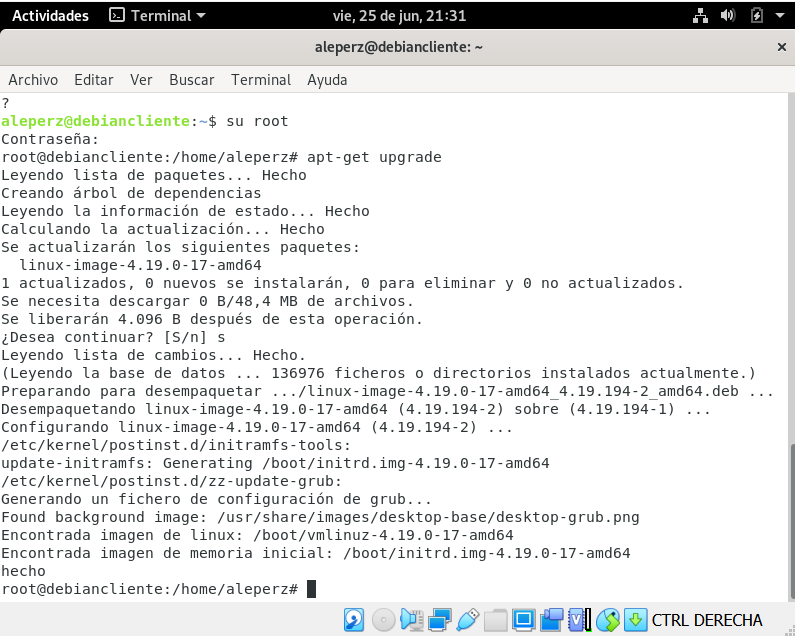 Actividades Terminal vie, 25 de jun, 21:31
aleperz@debiancliente: ~
Archivo Editar Ver Buscar Terminal Ayuda
?
aleperz@debiancliente:~$ su root
Contraseña:
root@debiancliente:/home/aleperz# apt-get upgrade
Leyendo lista de paquetes... Hecho
Creando árbol de dependencias
Leyendo la información de estado... Hecho
Calculando la actualización... Hecho
Se actualizarán los siguientes paquetes:
  linux-image-4.19.0-17-amd64
1 actualizados, 0 nuevos se instalarán, 0 para eliminar y 0 no actualizados.
Se necesita descargar 0 B/48,4 MB de archivos.
Se liberarán 4.096 B después de esta operación.
¿Desea continuar? [S/n] s
Leyendo lista de cambios... Hecho.
(Leyendo la base de datos ... 136976 ficheros o directorios instalados actualmente.)
Preparando para desempaquetar .../linux-image-4.19.0-17-amd64_4.19.194-2_amd64.deb ...
Desempaquetando linux-image-4.19.0-17-amd64 (4.19.194-2) sobre (4.19.194-1) ...
Configurando linux-image-4.19.0-17-amd64 (4.19.194-2) ...
/etc/kernel/postinst.d/initramfs-tools:
update-initramfs: Generating /boot/initrd.img-4.19.0-17-amd64
/etc/kernel/postinst.d/zz-update-grub:
Generando un fichero de configuración de grub...
Found background image: /usr/share/images/desktop-base/desktop-grub.png
Encontrada imagen de linux: /boot/vmlinuz-4.19.0-17-amd64
Encontrada imagen de memoria inicial: /boot/initrd.img-4.19.0-17-amd64
hecho
root@debiancliente:/home/aleperz#
CTRL DERECHA